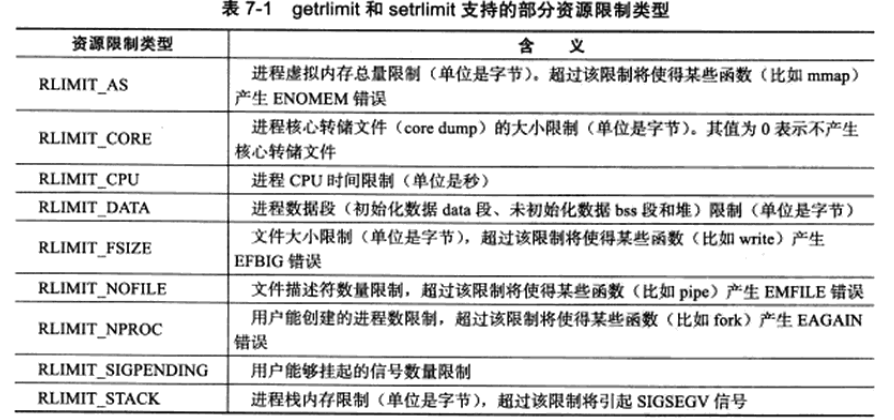 表 7-1 getrlimit 和 setrlimit 支持的部分资源限制类型
资源限制类型 含 义
RLIMIT_AS 进程虚拟内存总量限制（单位是字节）。超过该限制将使得某些函数（比如 mmap）
产生 ENOMEM 错误
RLIMIT_CORE 进程核心转储文件（core dump）的大小限制（单位是字节）。其值为 0 表示不产生
核心转储文件
RLIMIT_CPU 进程 CPU 时间限制（单位是秒）
RLIMIT_DATA 进程数据段（初始化数据 data 段、未初始化数据 bss 段和堆）限制（单位是字节）
RLIMIT_FSIZE 文件大小限制（单位是字节），超过该限制将使得某些函数（比如 write）产生
EFBIG 错误
RLIMIT_NOFILE 文件描述符数量限制，超过该限制将使得某些函数（比如 pipe）产生 EMFILE 错误
RLIMIT_NPROC 用户能创建的进程数限制，超过该限制将使得某些函数（比如 fork）产生 EAGAIN
错误
RLIMIT_SIGPENDING 用户能够挂起的信号数量限制
RLIMIT_STACK 进程栈内存限制（单位是字节），超过该限制将引起 SIGSEGV 信号